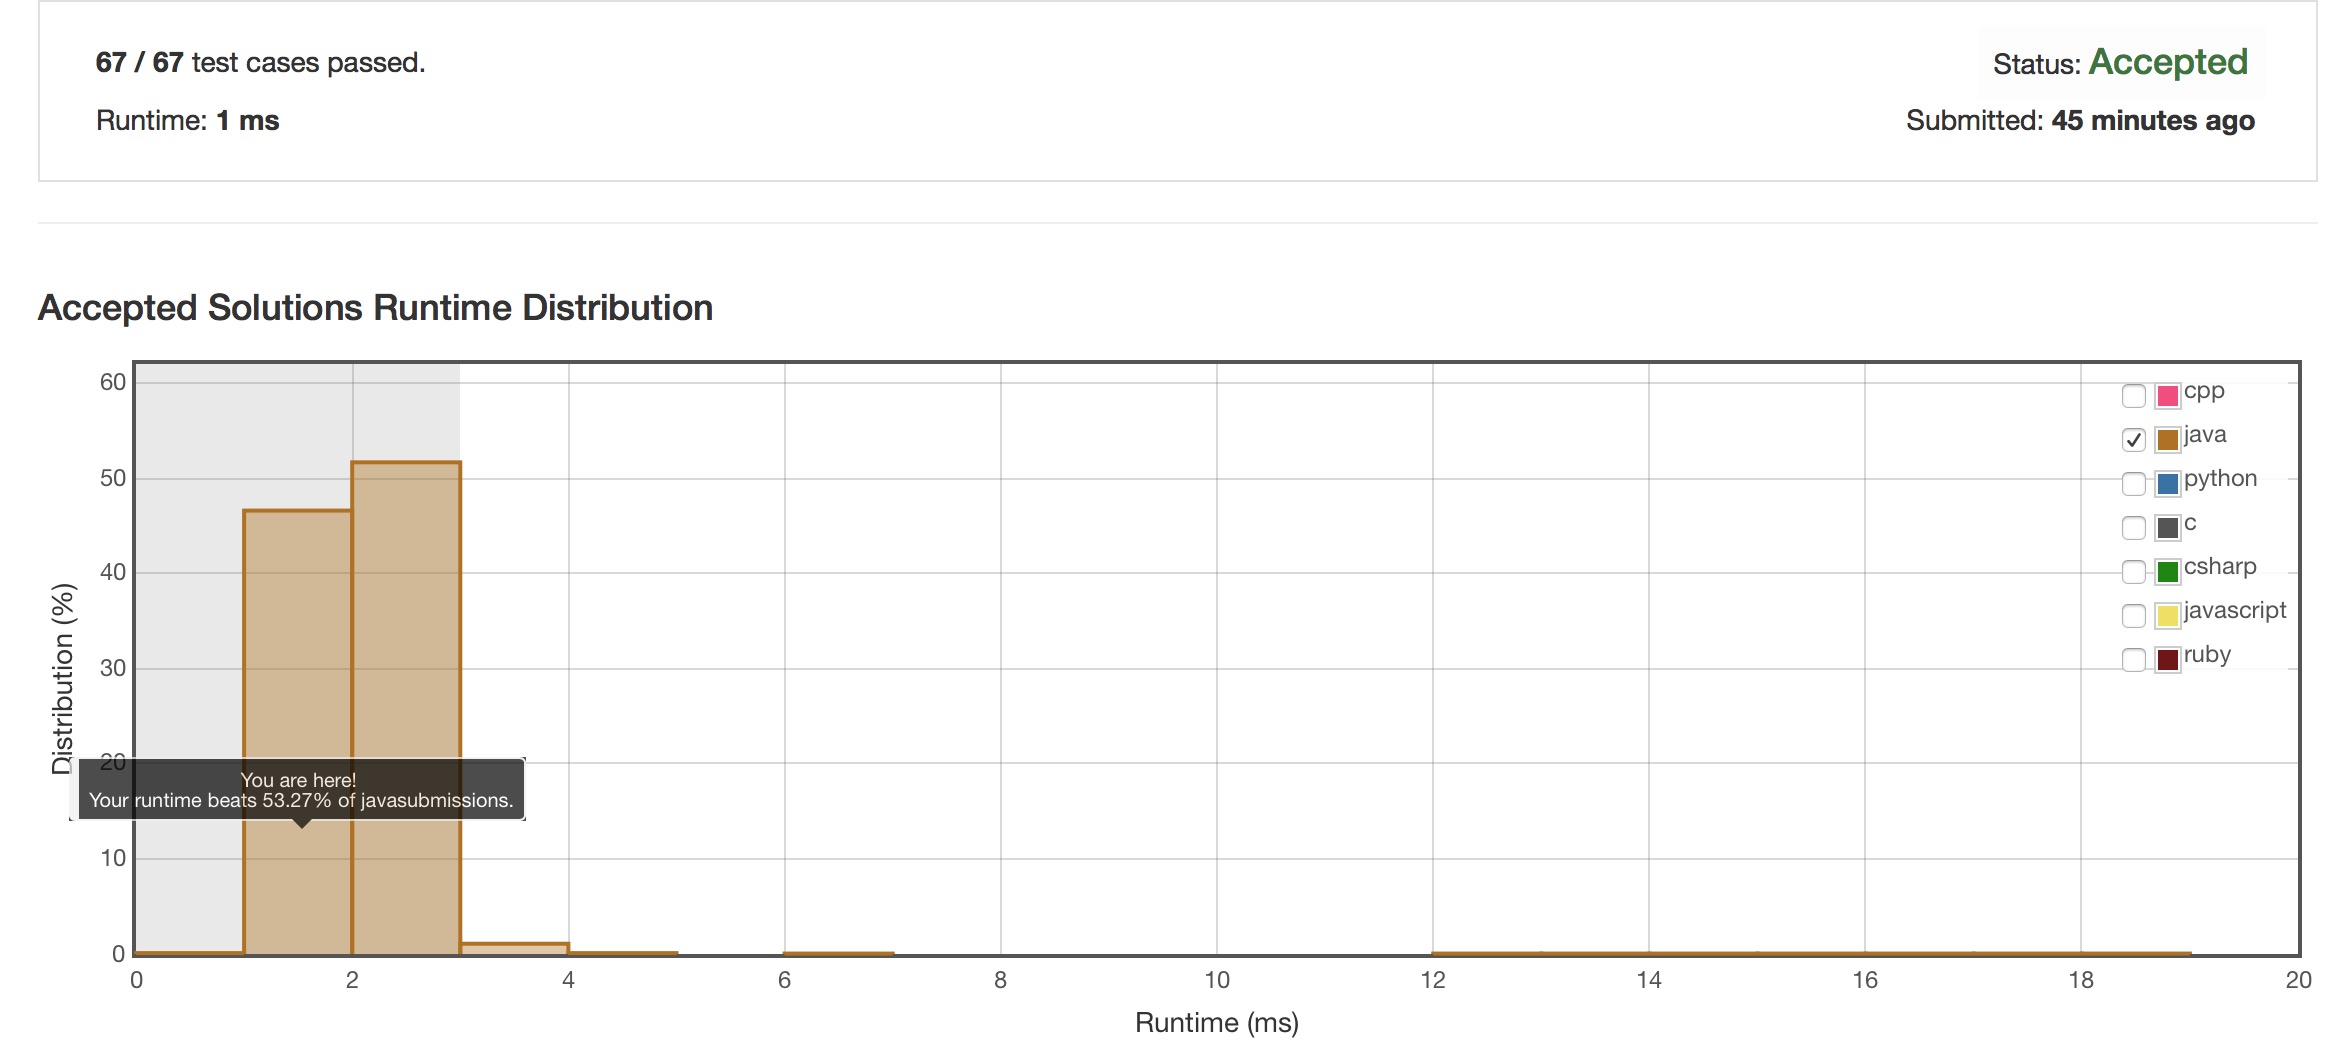 67 / 67 test cases passed.
Status: Accepted
Runtime: 1 ms
Submitted: 45 minutes ago
Accepted Solutions Runtime Distribution
60
50
40
30
20
10
0
Distribution (%)
You are here!
Your runtime beats 53.27% of javasubmissions.
cpp
java
python
c
csharp
javascript
ruby
0 2 4 6 8 10 12 14 16 18 20
Runtime (ms)